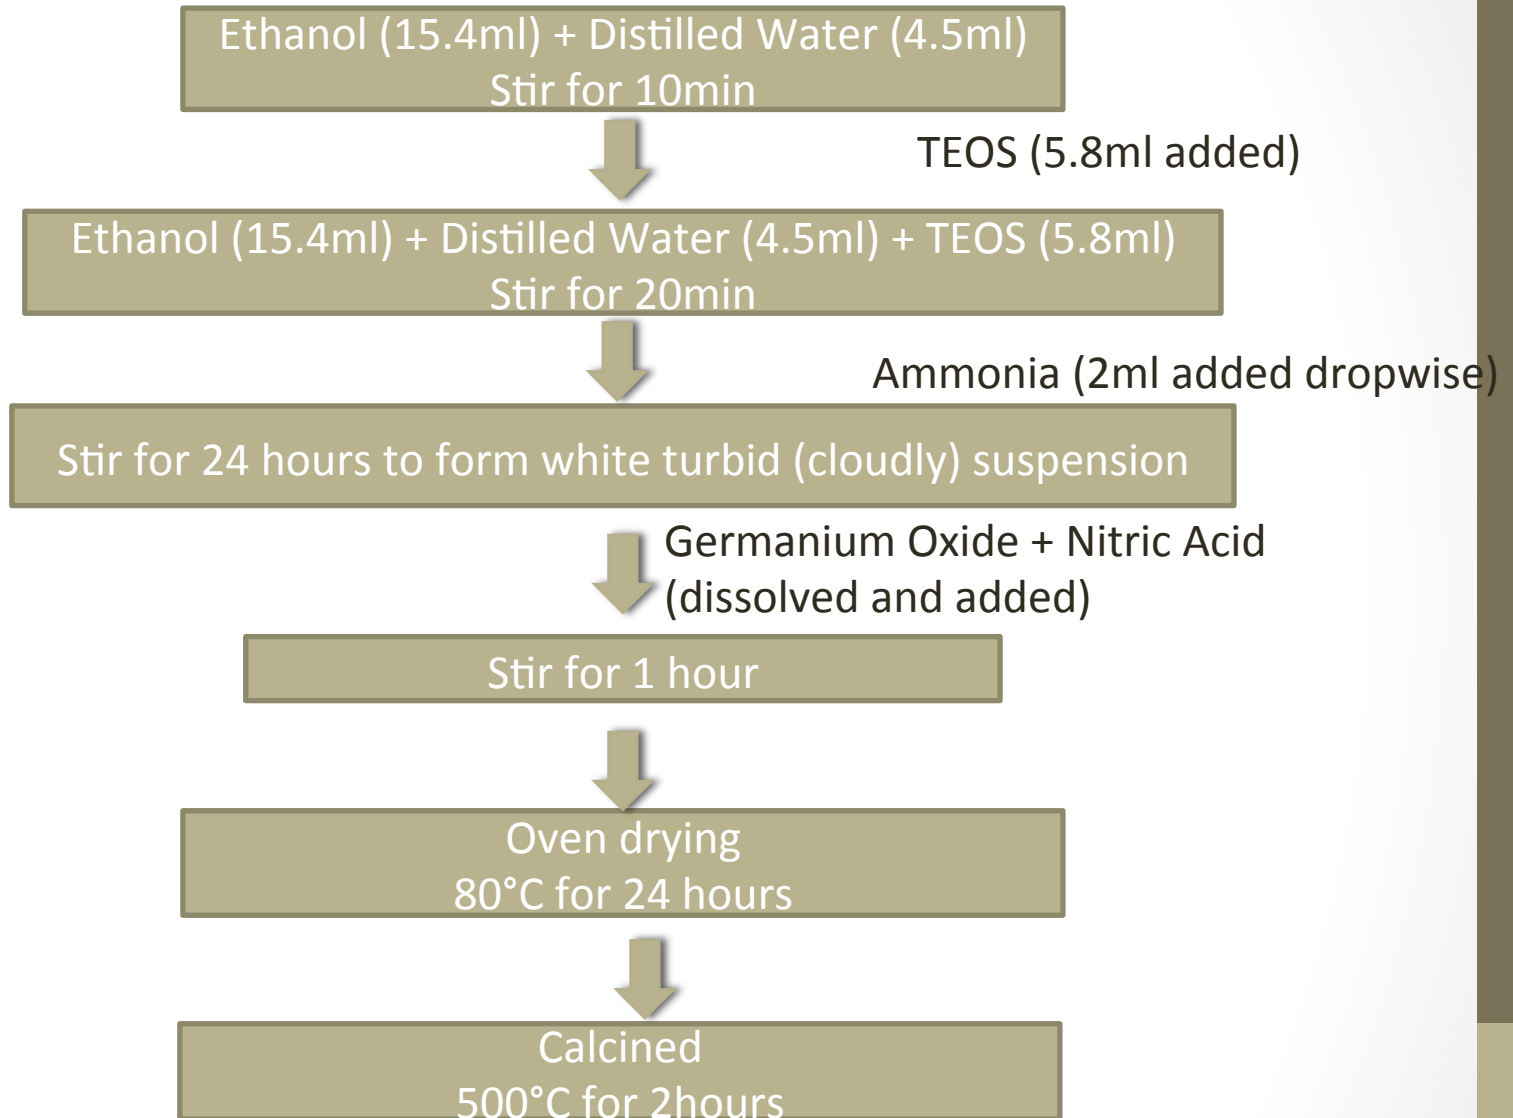 Ethanol (15.4ml) + Distilled Water (4.5ml)
Stir for 10min
TEOS (5.8ml added)
Ethanol (15.4ml) + Distilled Water (4.5ml) + TEOS (5.8ml)
Stir for 20min
Ammonia (2ml added dropwise)
Stir for 24 hours to form white turbid (cloudly) suspension
Germanium Oxide + Nitric Acid
(dissolved and added)
Stir for 1 hour
Oven drying
80°C for 24 hours
Calcined
500°C for 2hours